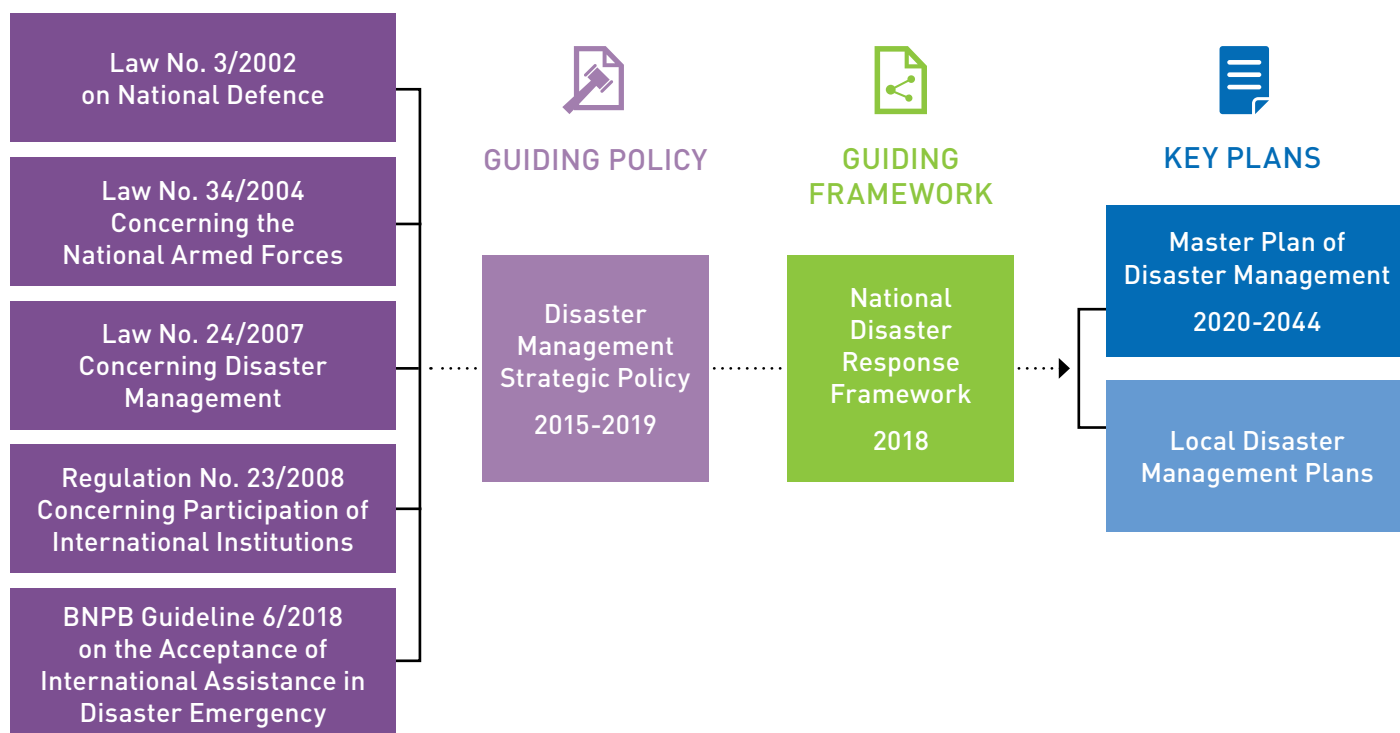 Law No. 3/2002
on National Defence
Law No. 34/2004
Concerning the
National Armed Forces
Law No. 24/2007
Concerning Disaster
Management
Regulation No. 23/2008
Concerning Participation of
International Institutions
BNPB Guideline 6/2018
on the Acceptance of
International Assistance in
Disaster Emergency
GUIDING POLICY
Disaster
Management
Strategic Policy
2015-2019
GUIDING
FRAMEWORK
National
Disaster
Response
Framework
2018
KEY PLANS
Master Plan of
Disaster Management
2020-2044
Local Disaster
Management Plans